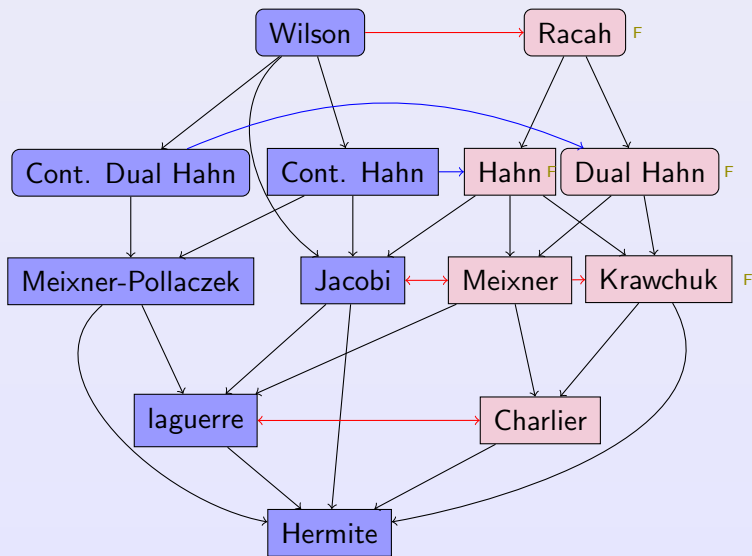 Wilson
Racah F
Cont. Dual Hahn
Cont. Hahn
Hahn F
Dual Hahn F
Meixner-Pollaczek
Jacobi
Meixner
Krawchuk F
laguerre
Charlier
Hermite